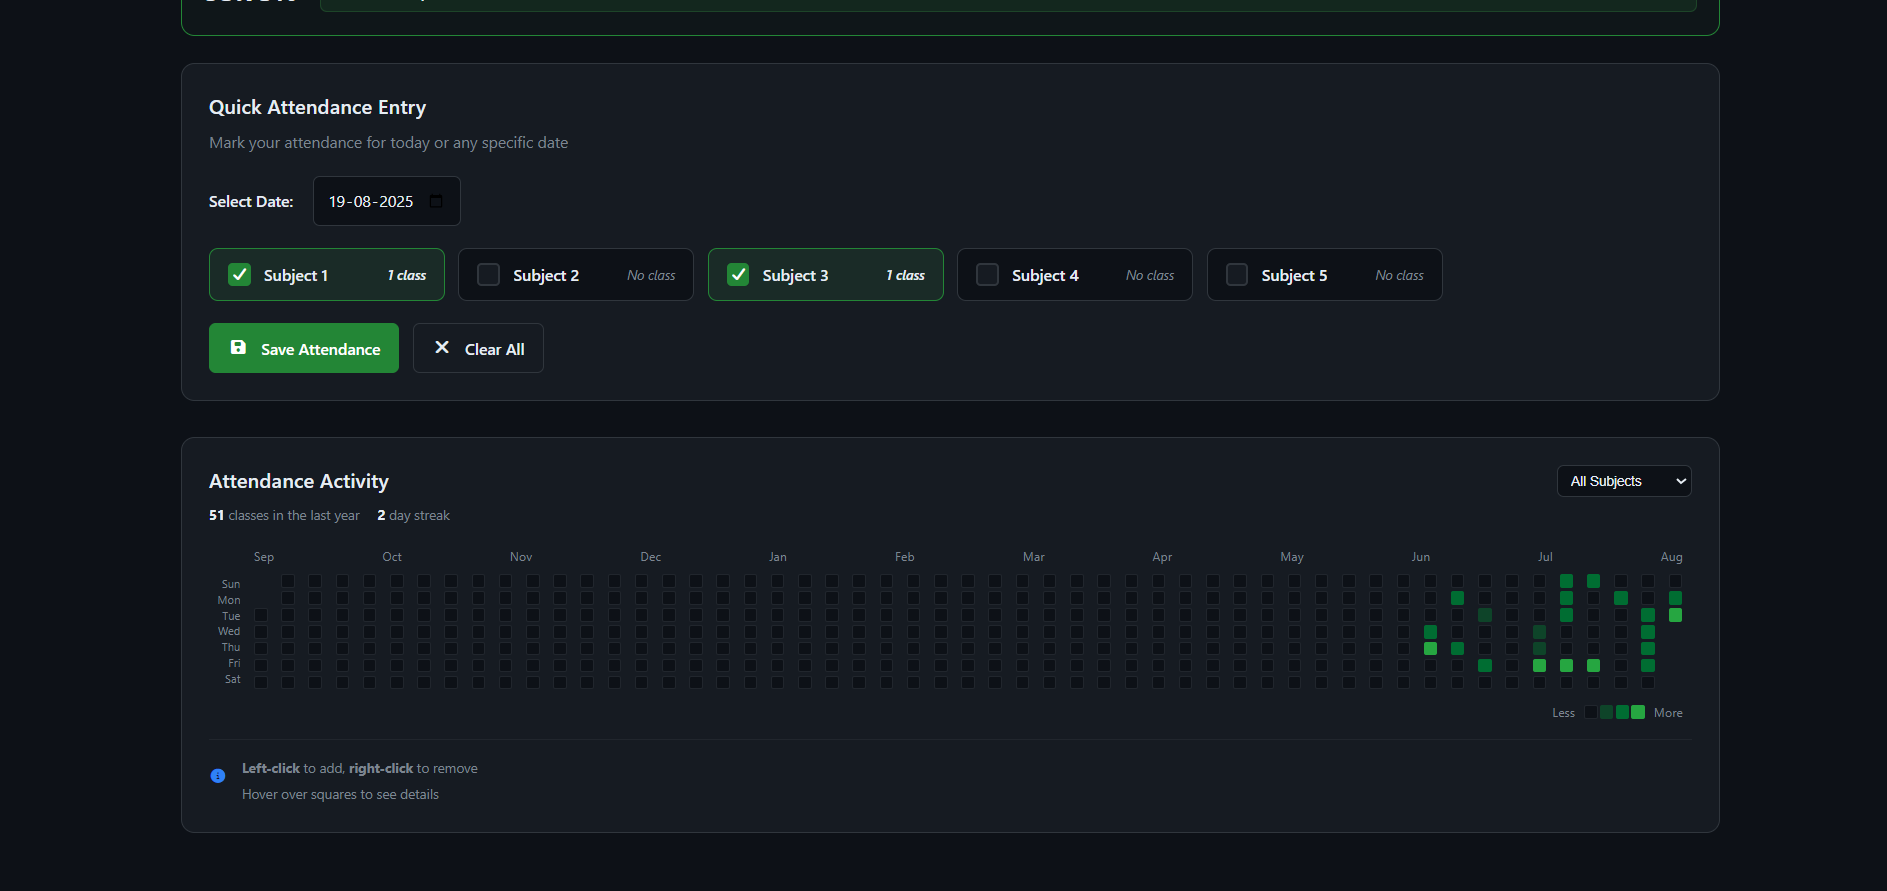 Quick Attendance Entry
Mark your attendance for today or any specific date
Select Date: 19-08-2025
Subject 1 1 class Subject 2 No class Subject 3 1 class Subject 4 No class Subject 5 No class
Save Attendance Clear All
Attendance Activity All Subjects
51 classes in the last year 2 day streak
Sep Oct Nov Dec Jan Feb Mar Apr May Jun Jul Aug
Sun
Mon
Tue
Wed
Thu
Fri
Sat
Less More
Left-click to add, right-click to remove
Hover over squares to see details